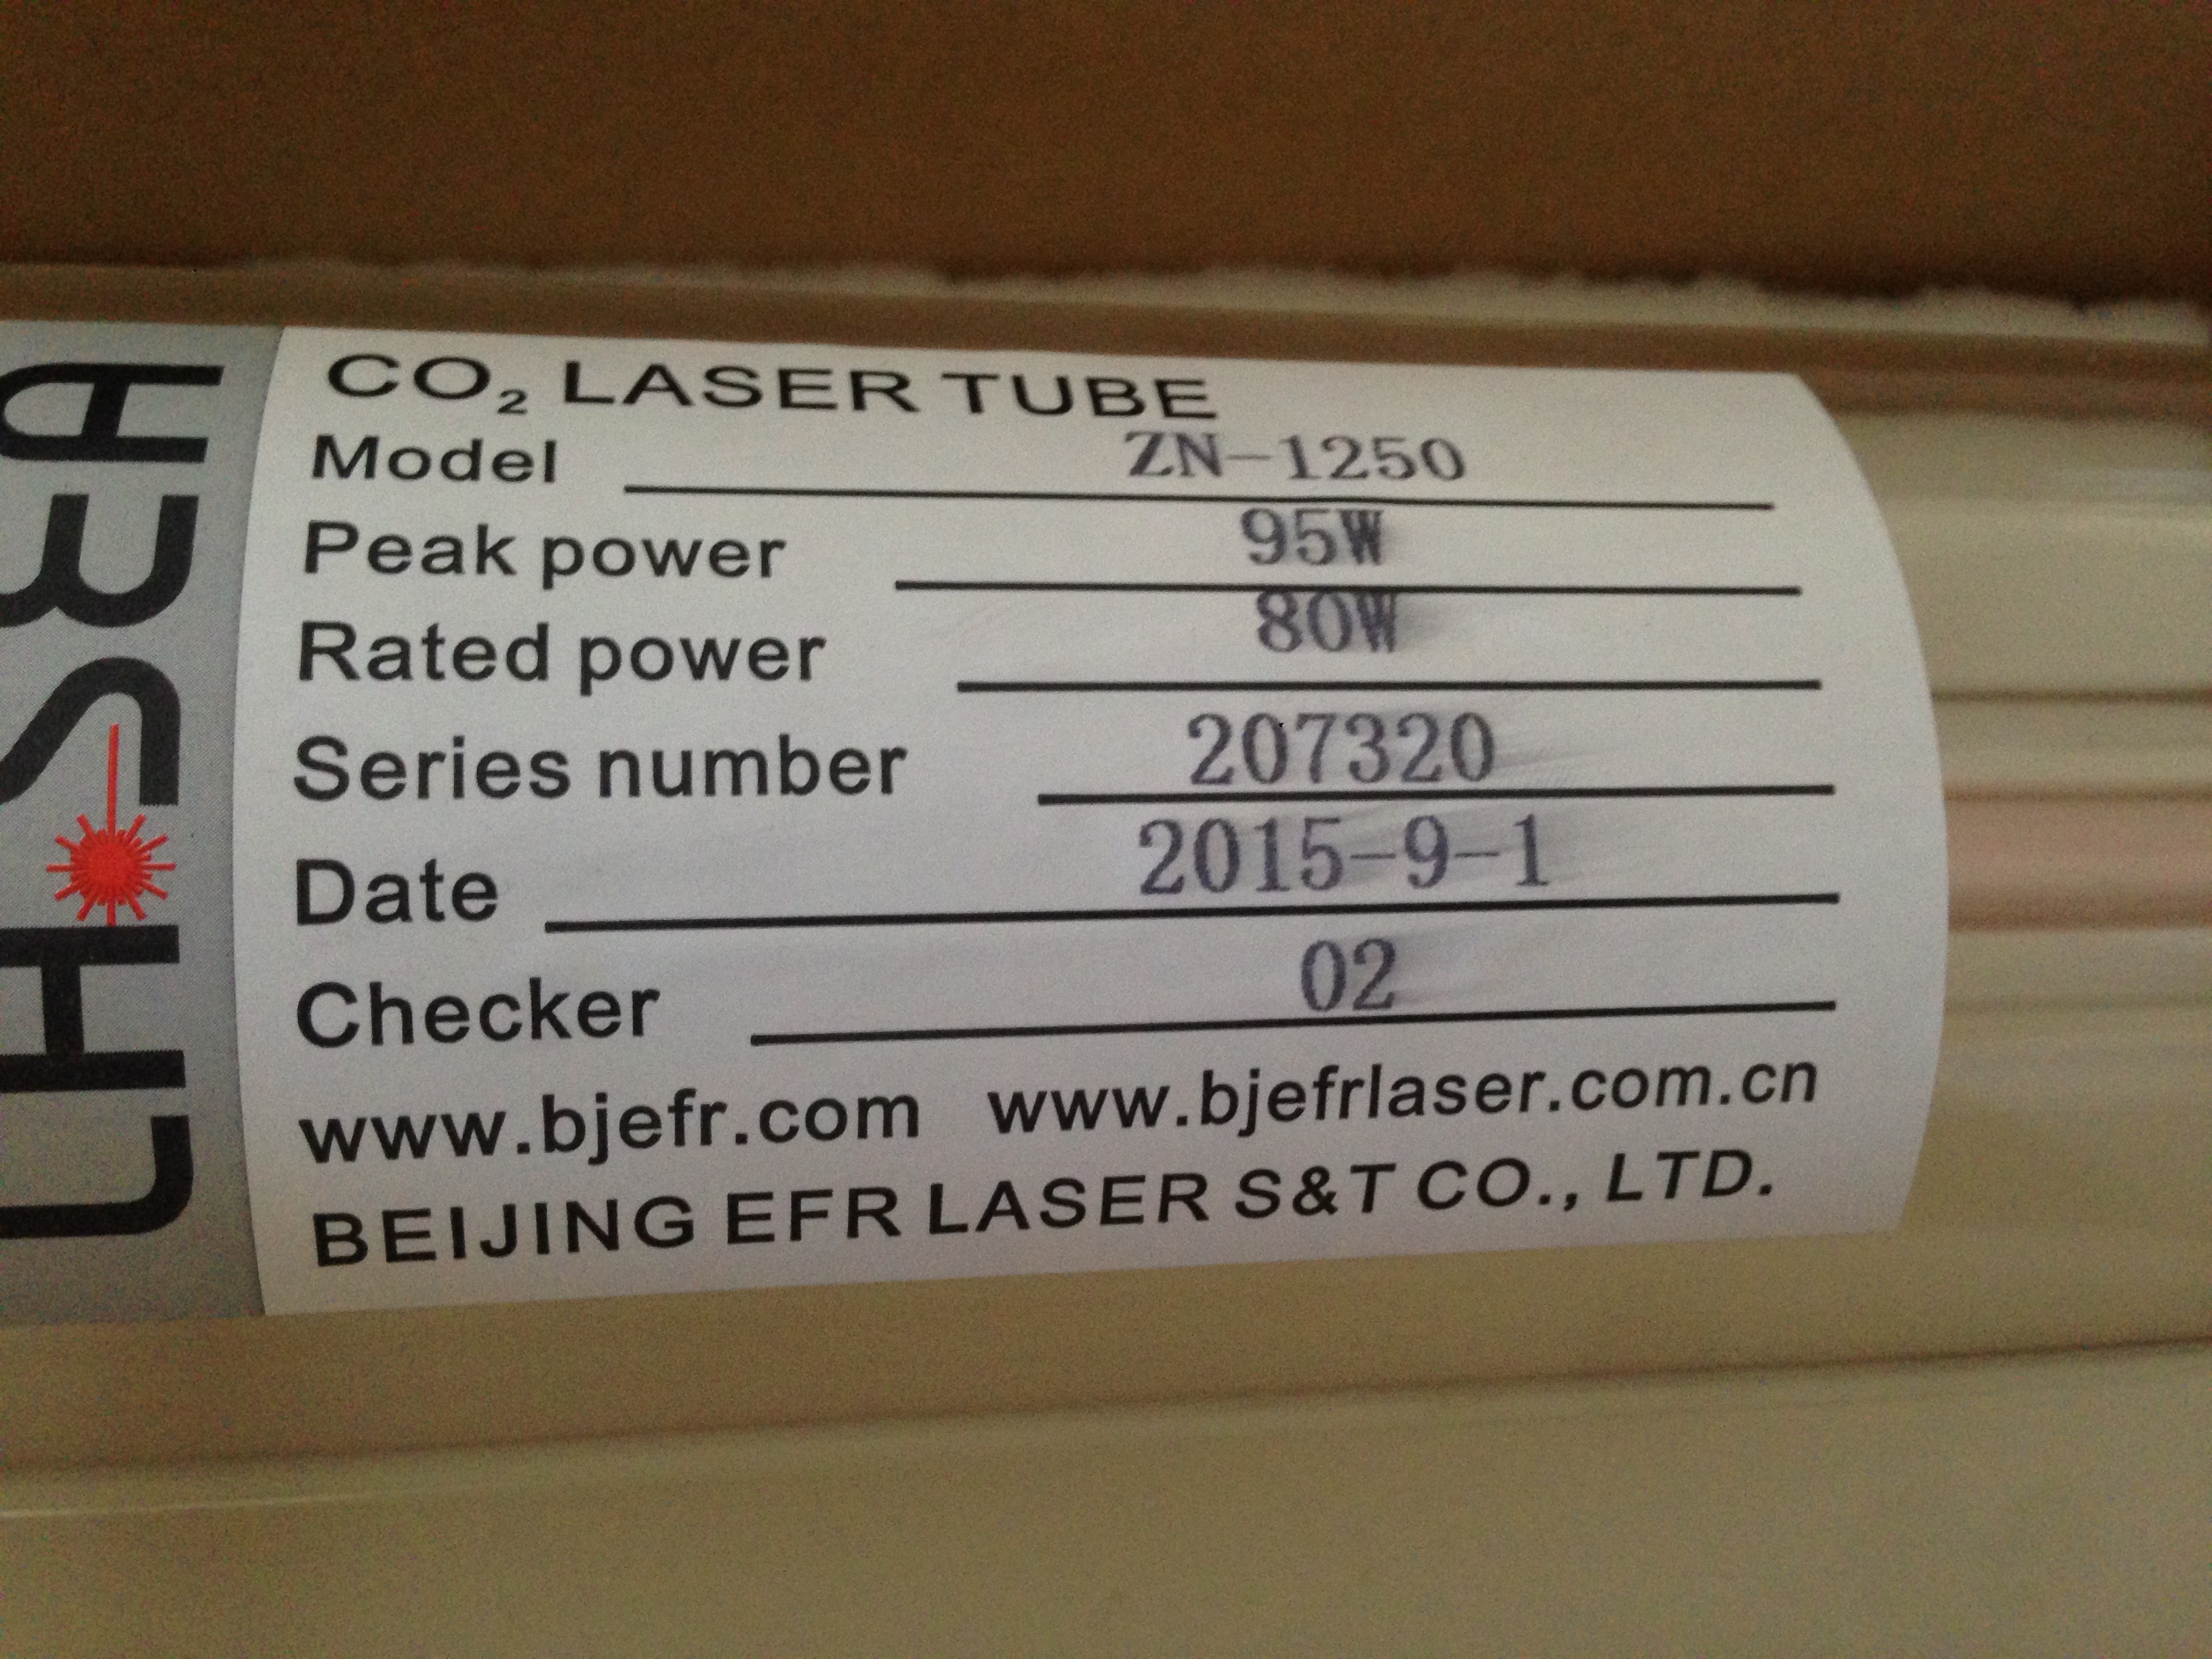 CO₂ LASER TUBE
Model ZN-1250
Peak power 95W
Rated power 80W
Series number 207320
Date 2015-9-1
Checker 02
www.bjefr.com www.bjefrlaser.com.cn
BEIJING EFR LASER S&T CO., LTD.